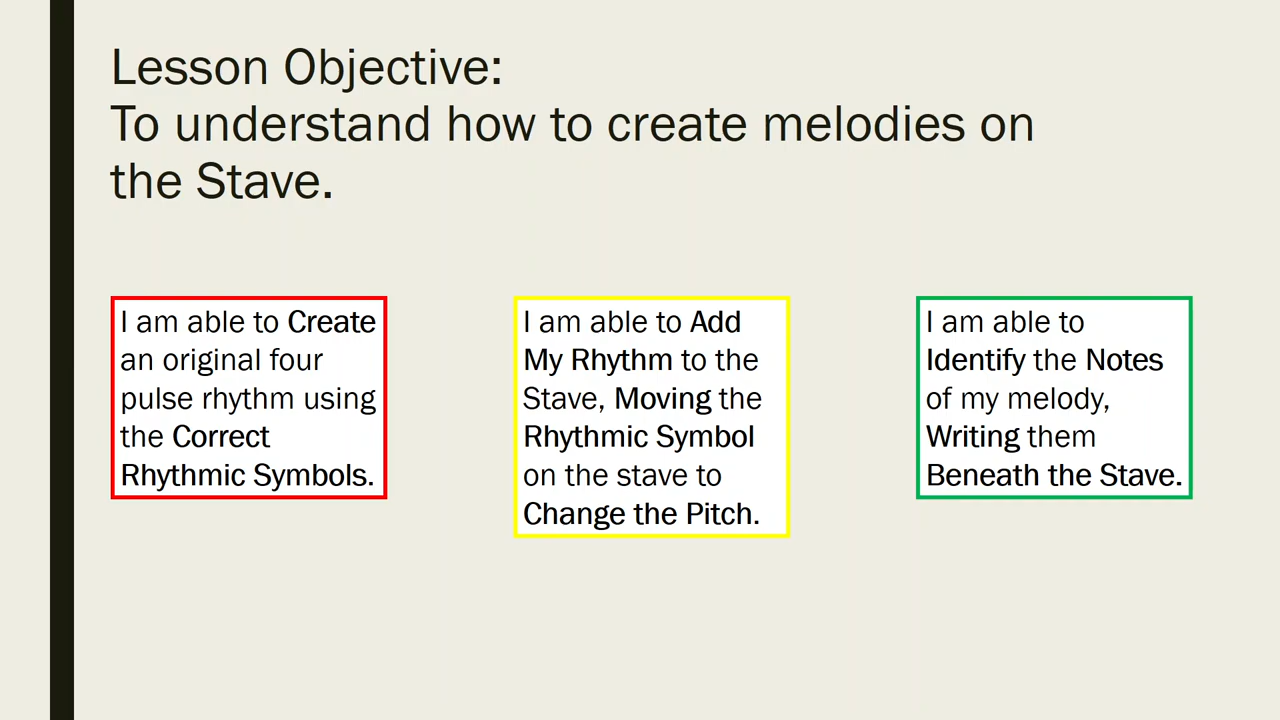 Lesson Objective:
To understand how to create melodies on
the Stave.
I am able to Create
an original four
pulse rhythm using
the Correct
Rhythmic Symbols.
I am able to Add
My Rhythm to the
Stave, Moving the
Rhythmic Symbol
on the stave to
Change the Pitch.
I am able to
Identify the Notes
of my melody,
Writing them
Beneath the Stave.